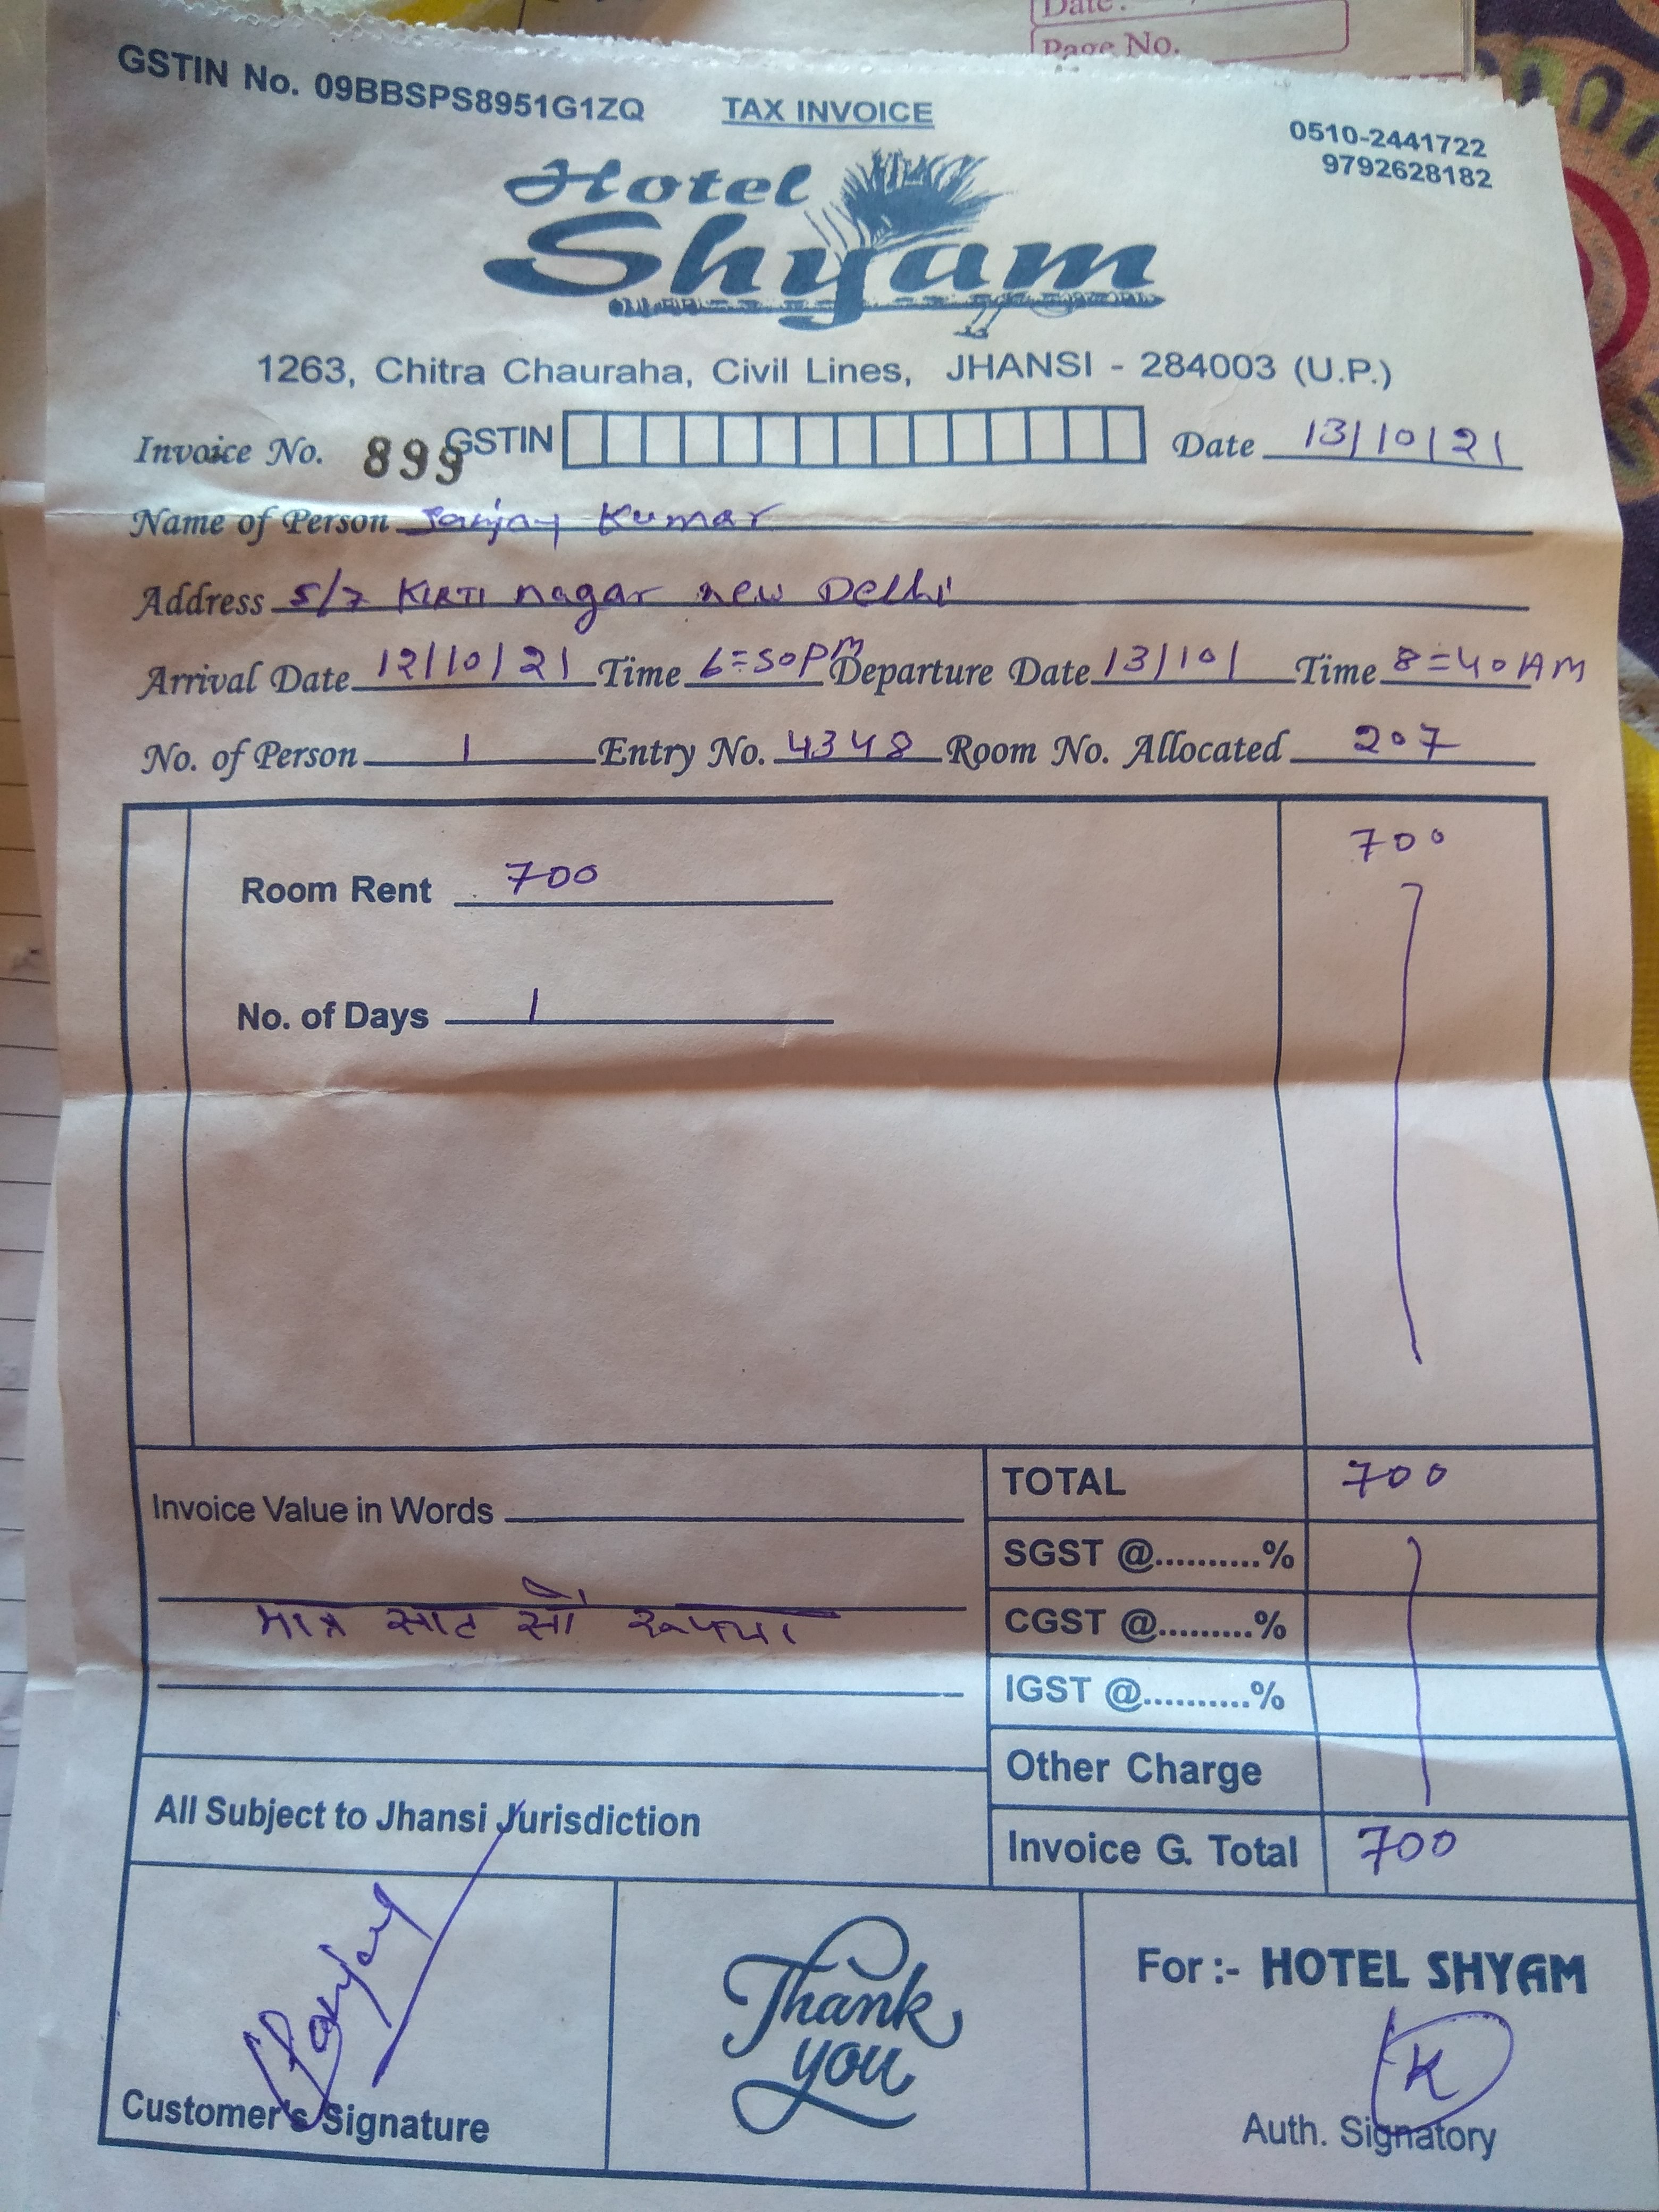 Date:
Page No.
GSTIN No. 09BBSPS8951G1ZQ TAX INVOICE
0510-2441722
9792628182
Hotel
Shyam
1263, Chitra Chauraha, Civil Lines, JHANSI - 284003 (U.P.)
Invoice No. 899 GSTIN Date 13/10/21
Name of Person Sanjay Kumar
Address 5/7 KIRTI nagar new Delhi
Arrival Date 12/10/21 Time 6=50PM Departure Date 13/10/ Time 8=40AM
No. of Person 1 Entry No. 4348 Room No. Allocated 207
Room Rent 700 700
No. of Days 1
Invoice Value in Words
मात्र सात सौ रूपया
TOTAL 700
SGST @..........%
CGST @.........%
IGST @..........%
Other Charge
All Subject to Jhansi Jurisdiction
Invoice G. Total 700
Sanjay
Customer's Signature
Thank
you
For :- HOTEL SHYAM
K
Auth. Signatory